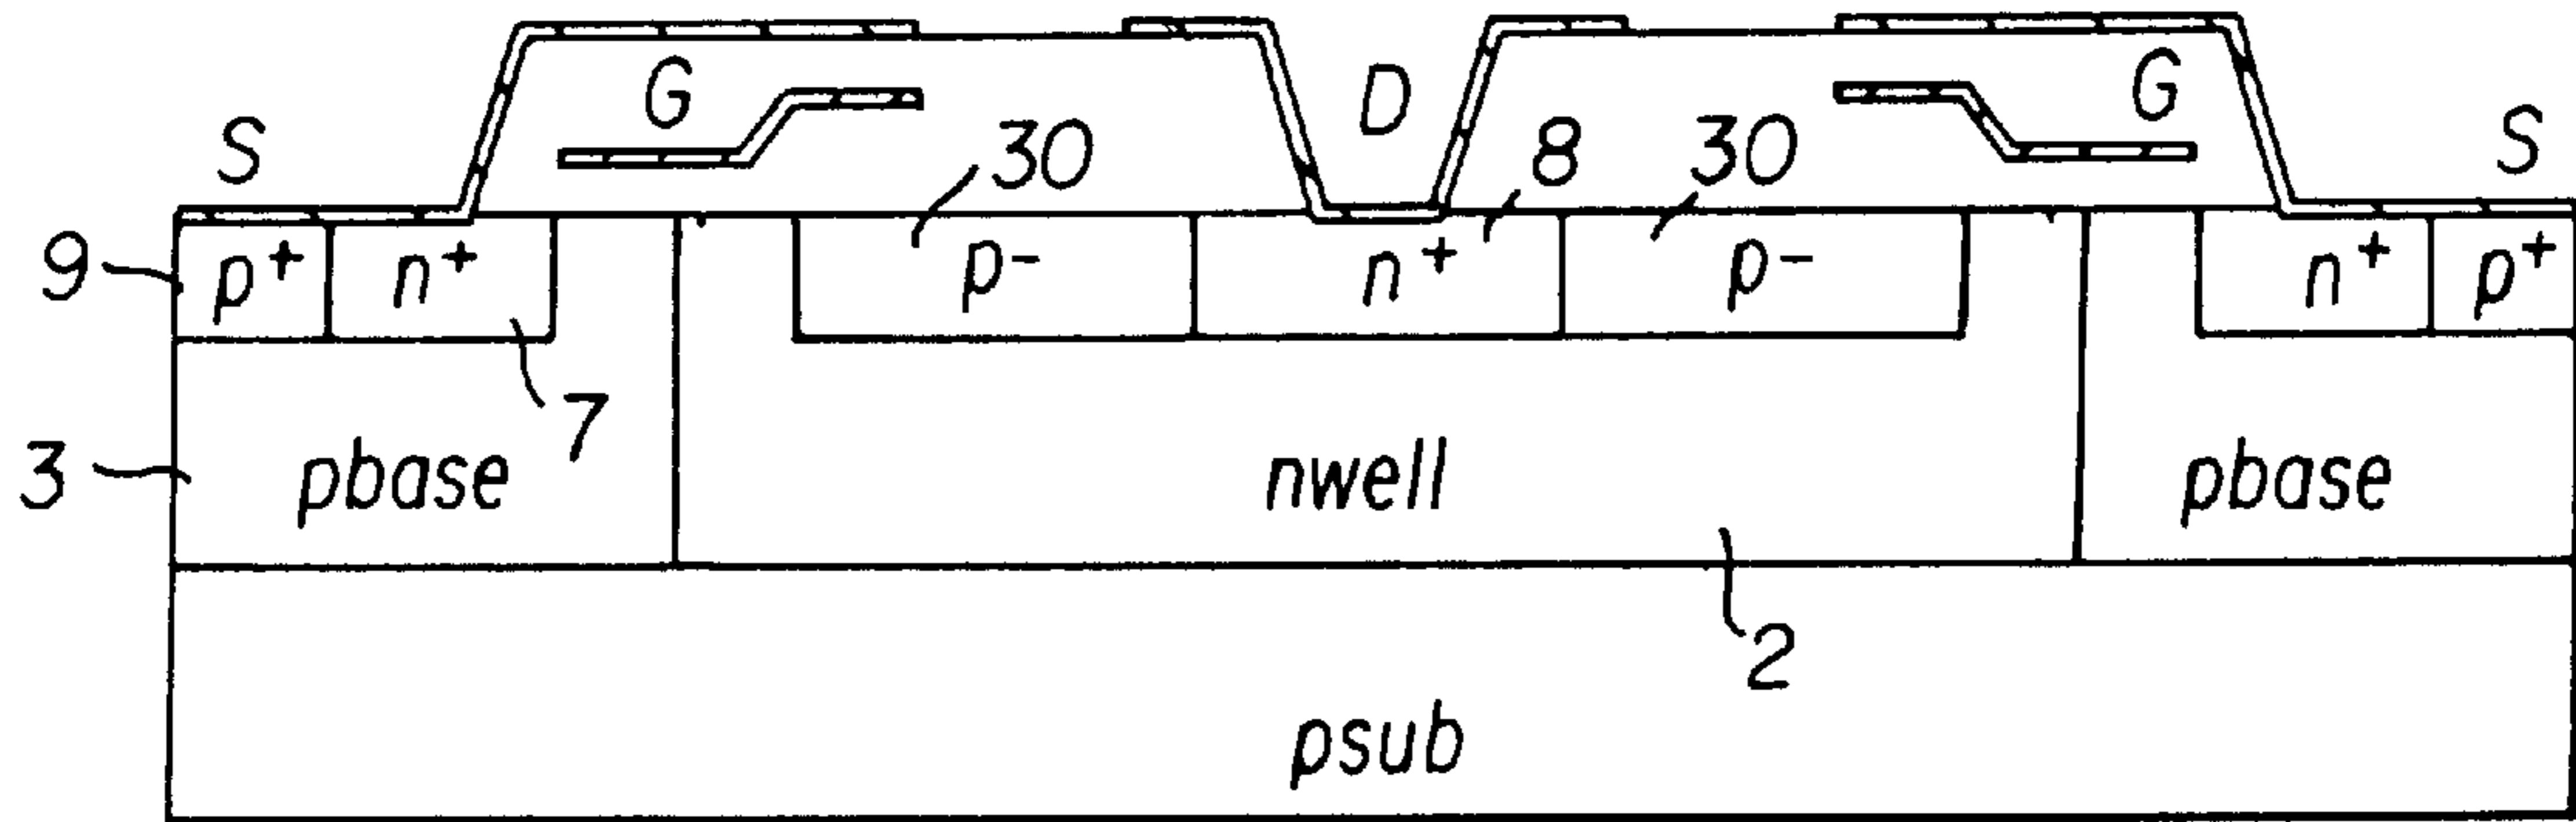 S G D G S
30 8 30
9 p+ n+ p- n+ p- n+ p+
7
3 pbase nwell pbase
2
psub